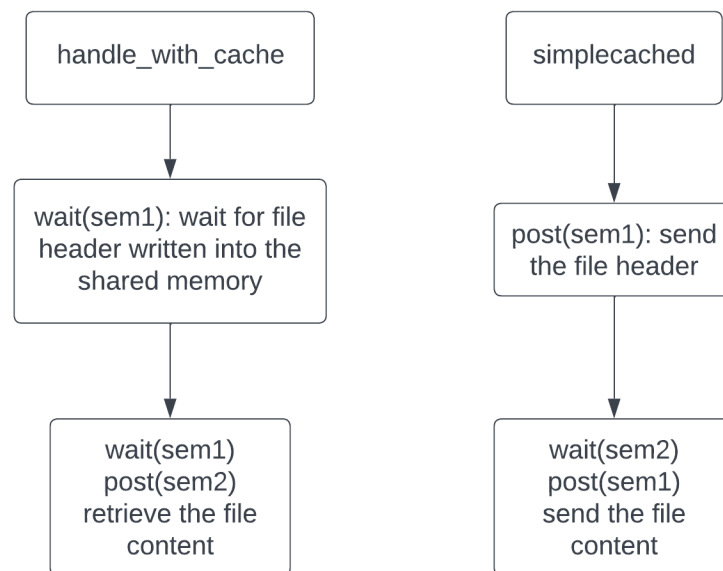 handle_with_cache
simplecached
wait(sem1): wait for file
header written into the
shared memory
post(sem1): send
the file header
wait(sem1)
post(sem2)
retrieve the file
content
wait(sem2)
post(sem1)
send the file
content